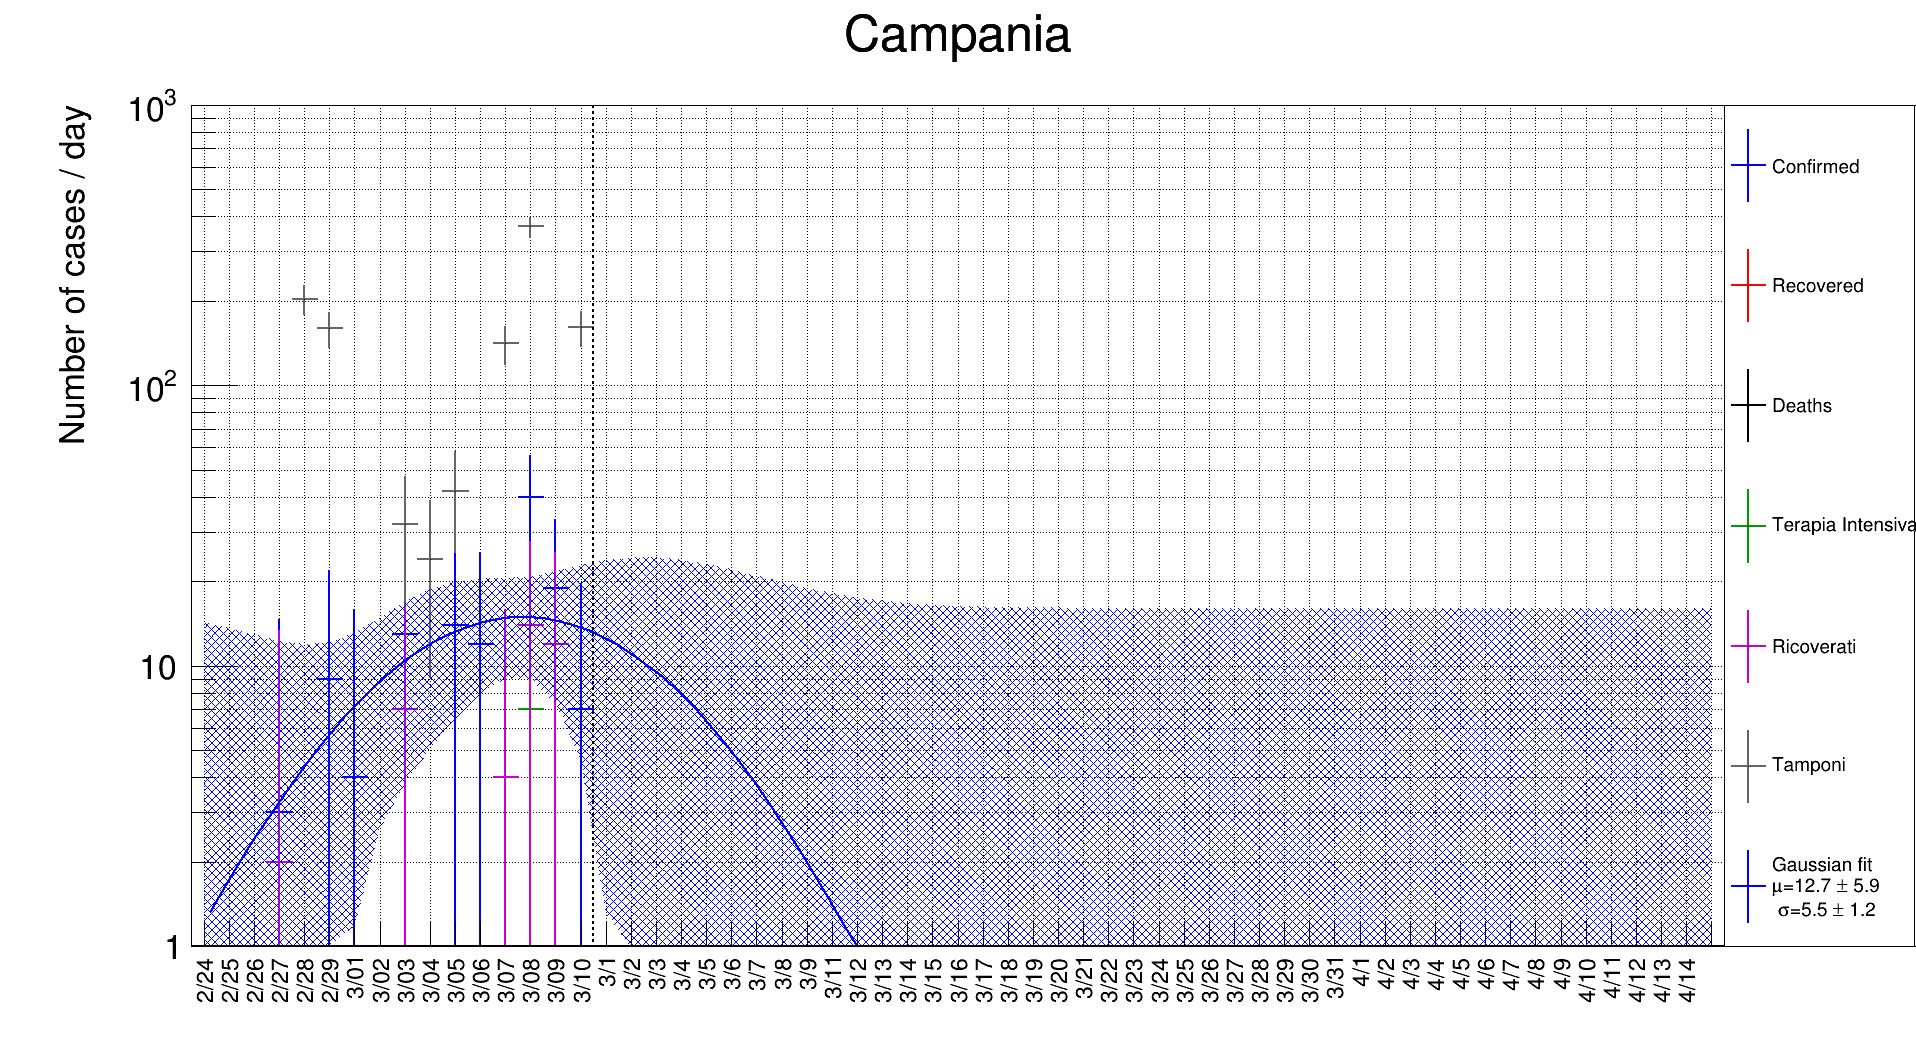 Campania
Number of cases / day
10³
10²
10
1
2/24 2/25 2/26 2/27 2/28 2/29 3/01 3/02 3/03 3/04 3/05 3/06 3/07 3/08 3/09 3/10 3/1 3/2 3/3 3/4 3/5 3/6 3/7 3/8 3/9 3/11 3/12 3/13 3/14 3/15 3/16 3/17 3/18 3/19 3/20 3/21 3/22 3/23 3/24 3/25 3/26 3/27 3/28 3/29 3/30 3/31 4/1 4/2 4/3 4/4 4/5 4/6 4/7 4/8 4/9 4/10 4/11 4/12 4/13 4/14
Confirmed
Recovered
Deaths
Terapia Intensiva
Ricoverati
Tamponi
Gaussian fit
μ=12.7 ± 5.9
σ=5.5 ± 1.2